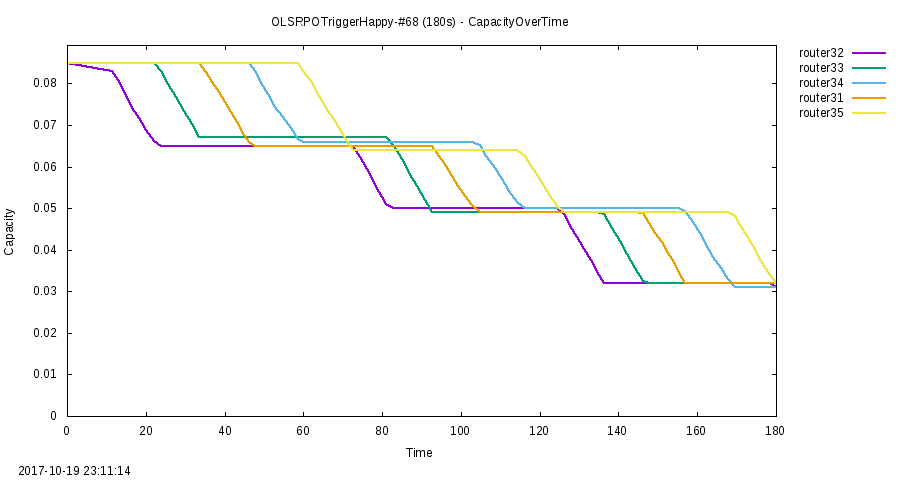 OLSRPOTriggerHappy-#68 (180s) - CapacityOverTime
router32
router33
router34
router31
router35
0.08
0.07
0.06
0.05
0.04
0.03
0.02
0.01
0
Capacity
0 20 40 60 80 100 120 140 160 180
Time
2017-10-19 23:11:14